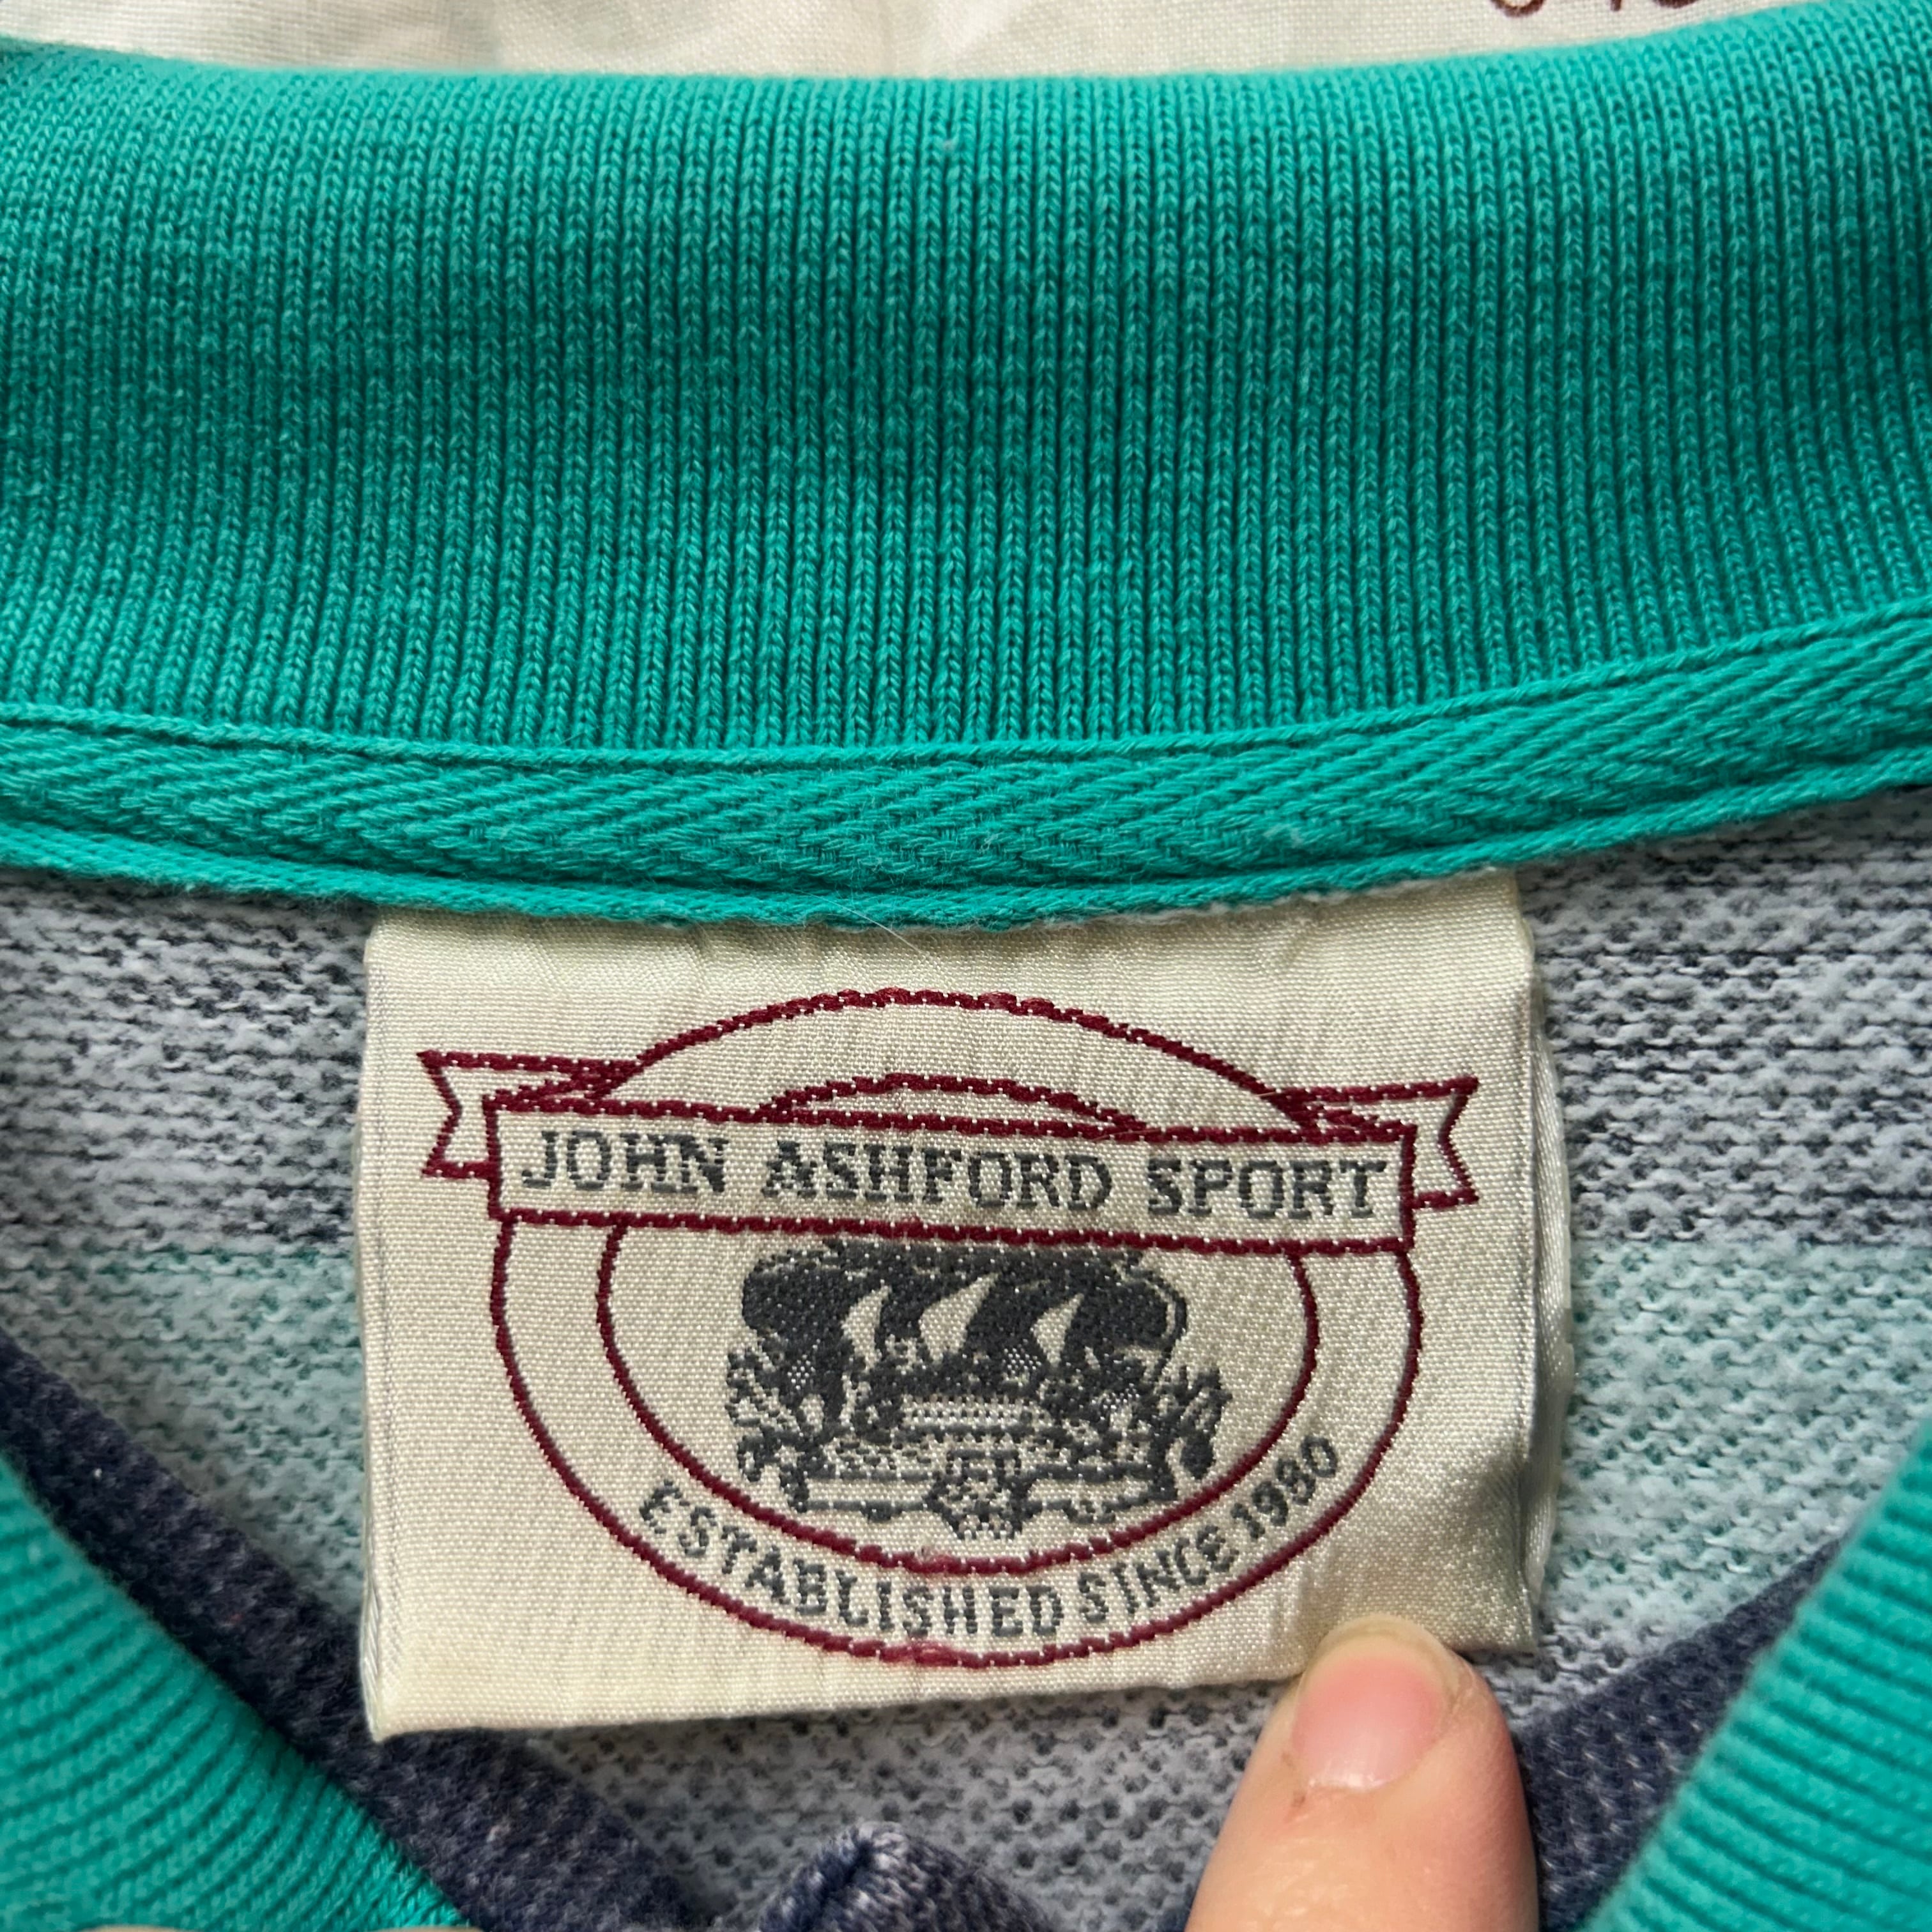 JOHN ASHFORD SPORT
ESTABLISHED SINCE 1980